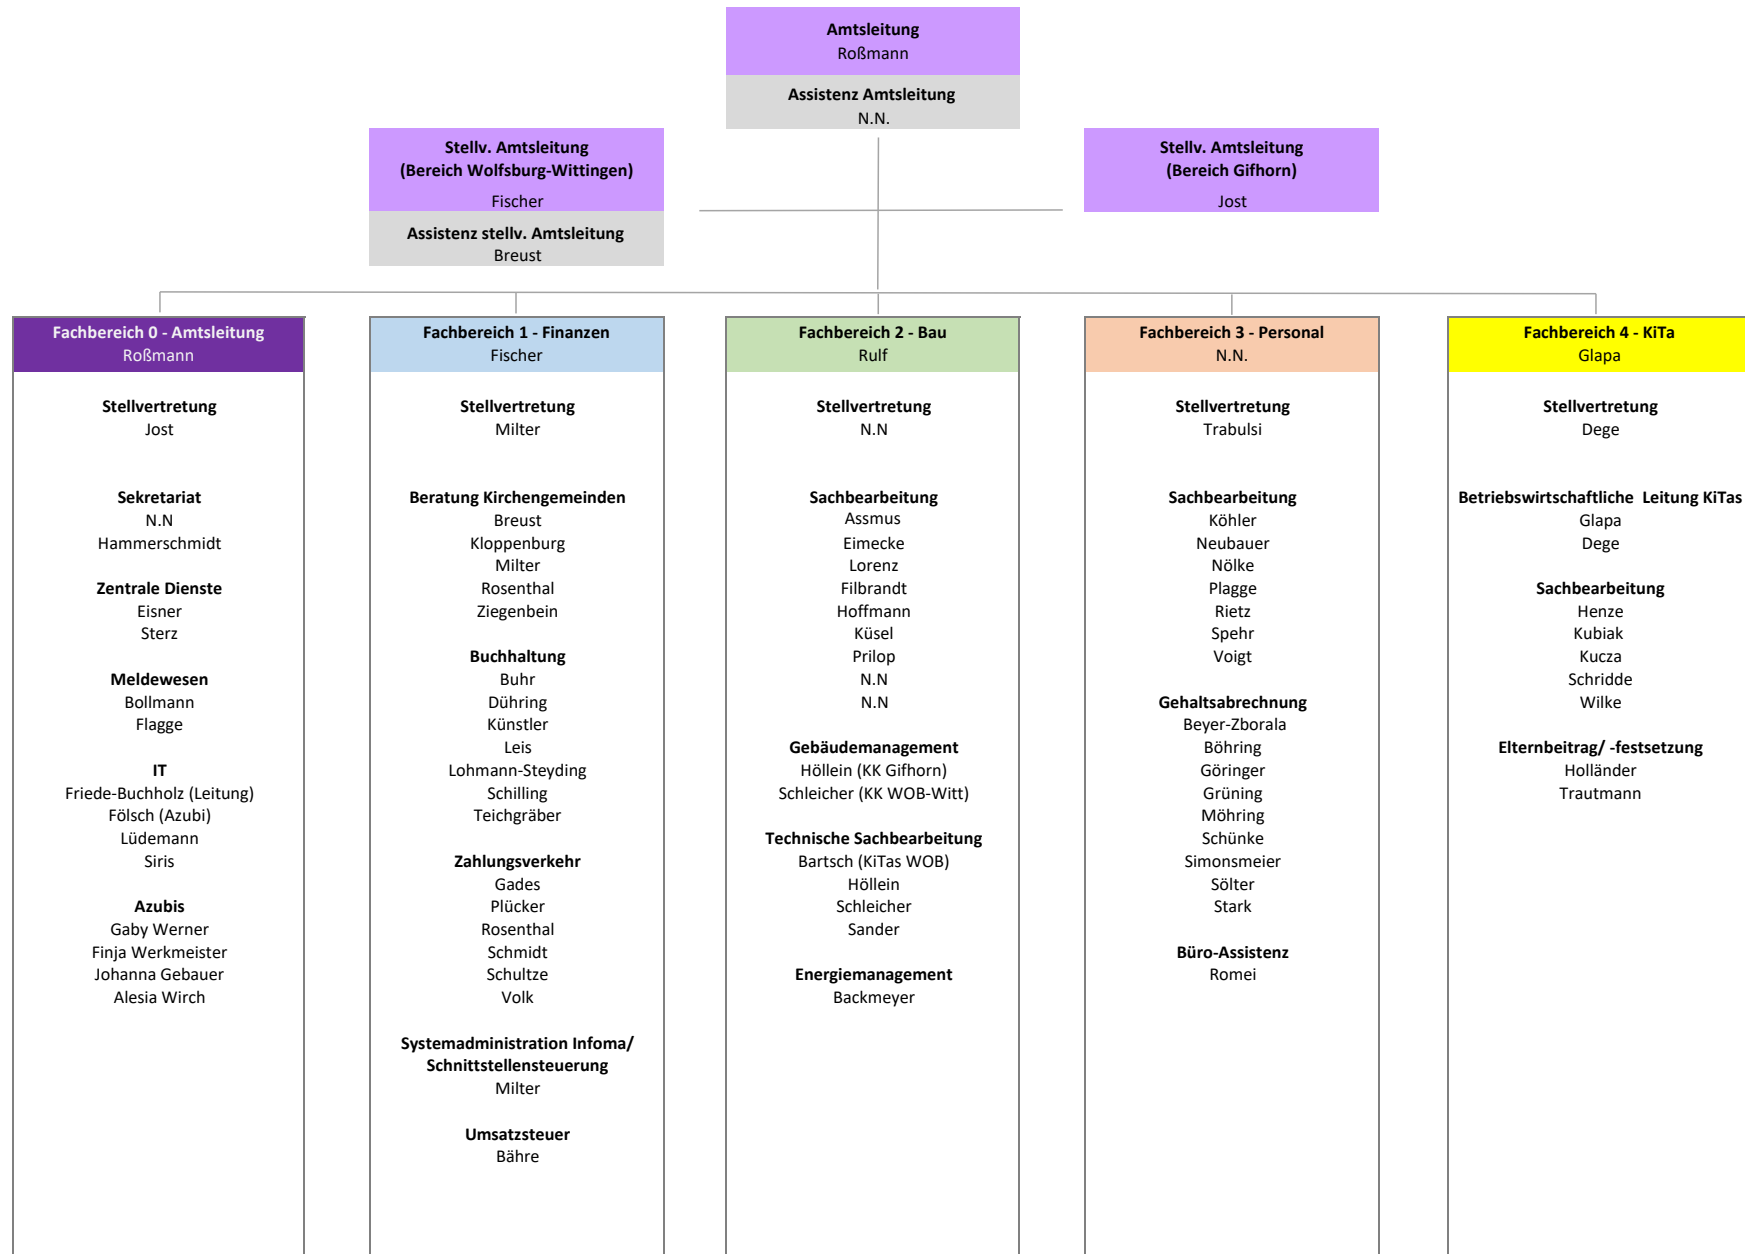 Amtsleitung
Roßmann
Assistenz Amtsleitung
N.N.
Stellv. Amtsleitung
(Bereich Wolfsburg-Wittingen)
Fischer
Assistenz stellv. Amtsleitung
Breust
Stellv. Amtsleitung
(Bereich Gifhorn)
Jost
Fachbereich 0 - Amtsleitung
Roßmann
Stellvertretung
Jost
Sekretariat
N.N
Hammerschmidt
Zentrale Dienste
Eisner
Sterz
Meldewesen
Bollmann
Flagge
IT
Friede-Buchholz (Leitung)
Fölsch (Azubi)
Lüdemann
Siris
Azubis
Gaby Werner
Finja Werkmeister
Johanna Gebauer
Alesia Wirch
Fachbereich 1 - Finanzen
Fischer
Stellvertretung
Milter
Beratung Kirchengemeinden
Breust
Kloppenburg
Milter
Rosenthal
Ziegenbein
Buchhaltung
Buhr
Dühring
Künstler
Leis
Lohmann-Steyding
Schilling
Teichgräber
Zahlungsverkehr
Gades
Plücker
Rosenthal
Schmidt
Schultze
Volk
Systemadministration Infoma/
Schnittstellensteuerung
Milter
Umsatzsteuer
Bähre
Fachbereich 2 - Bau
Rulf
Stellvertretung
N.N
Sachbearbeitung
Assmus
Eimecke
Lorenz
Filbrandt
Hoffmann
Küsel
Prilop
N.N
N.N
Gebäudemanagement
Höllein (KK Gifhorn)
Schleicher (KK WOB-Witt)
Technische Sachbearbeitung
Bartsch (KiTas WOB)
Höllein
Schleicher
Sander
Energiemanagement
Backmeyer
Fachbereich 3 - Personal
N.N.
Stellvertretung
Trabulsi
Sachbearbeitung
Köhler
Neubauer
Nölke
Plagge
Rietz
Spehr
Voigt
Gehaltsabrechnung
Beyer-Zborala
Böhring
Göringer
Grüning
Möhring
Schünke
Simonsmeier
Sölter
Stark
Büro-Assistenz
Romei
Fachbereich 4 - KiTa
Glapa
Stellvertretung
Dege
Betriebswirtschaftliche Leitung KiTas
Glapa
Dege
Sachbearbeitung
Henze
Kubiak
Kucza
Schridde
Wilke
Elternbeitrag/ -festsetzung
Holländer
Trautmann